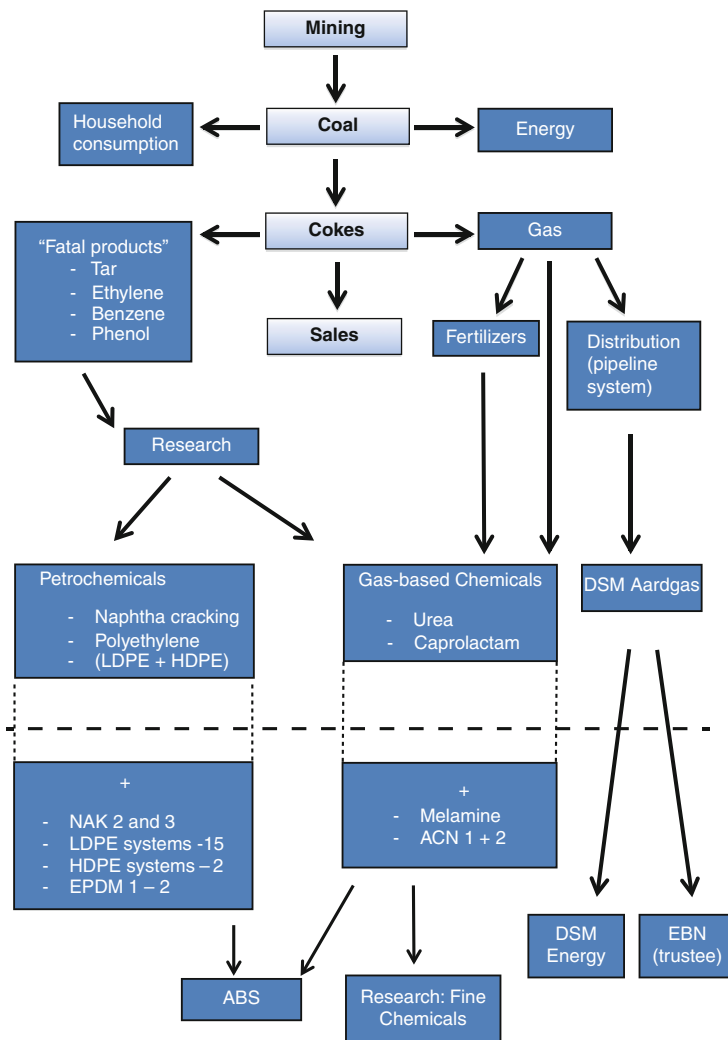 Mining
Household
consumption
Coal
Energy
"Fatal products"
- Tar
- Ethylene
- Benzene
- Phenol
Cokes
Gas
Sales
Fertilizers
Distribution
(pipeline
system)
Research
Petrochemicals
- Naphtha cracking
- Polyethylene
- (LDPE + HDPE)
Gas-based Chemicals
- Urea
- Caprolactam
DSM Aardgas
+
- NAK 2 and 3
- LDPE systems -15
- HDPE systems – 2
- EPDM 1 – 2
+
- Melamine
- ACN 1 + 2
DSM
Energy
EBN
(trustee)
ABS
Research: Fine
Chemicals